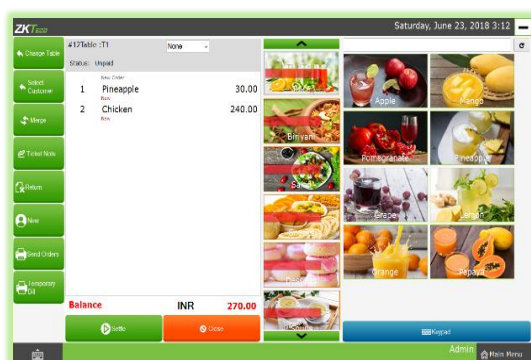 ZKTeco
Saturday, June 23, 2018 3:12
Change Table
#12Table :T1
None
Status: Unpaid
Select
Customer
New Order
1 Pineapple 30.00
New
2 Chicken 240.00
New
Merge
Ticket Note
Return
New
Send Orders
Temporary
Bill
Apple
Mango
Biriyani
Pomegranate
Pineapple
Salad
Grape
Lemon
Orange
Papaya
Balance INR 270.00
Settle
Close
Keypad
Admin
Main Menu